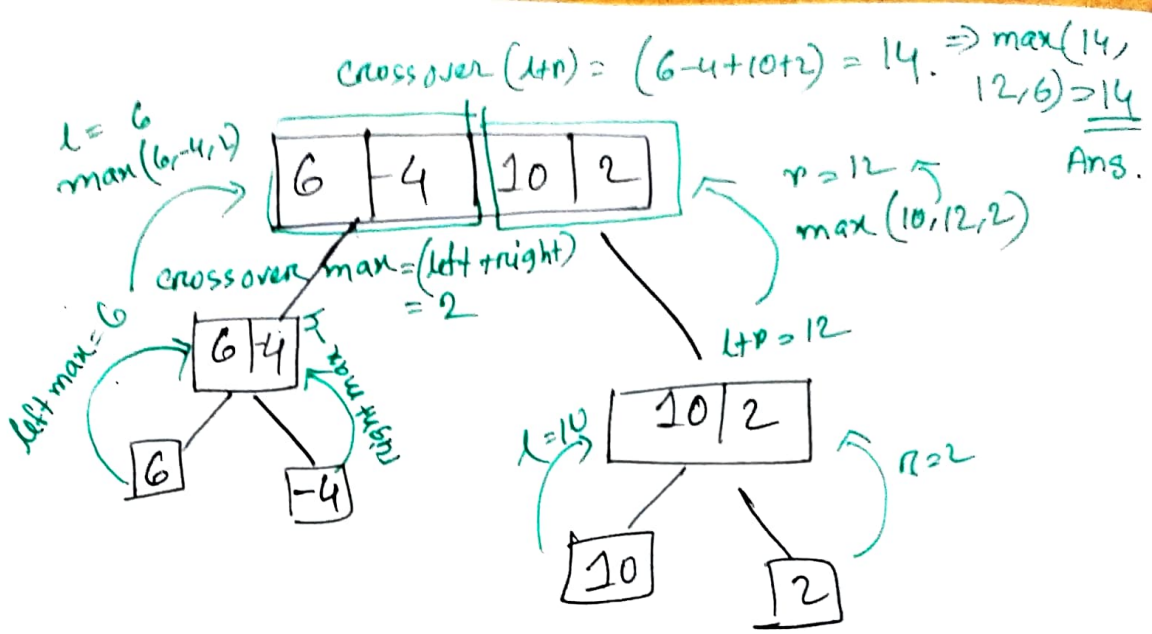 crossover (l+r) = (6-4+10+2) = 14. ⇒ max(14,
12,6) = 14
Ans.
l = 6
max(6,-4,2)
6 -4 10 2
r = 12
max (10,12,2)
crossover max = (left + right)
= 2
left max = 6
6 -4
right max
l+r = 12
10 2
l=10
r=2
6
-4
10
2